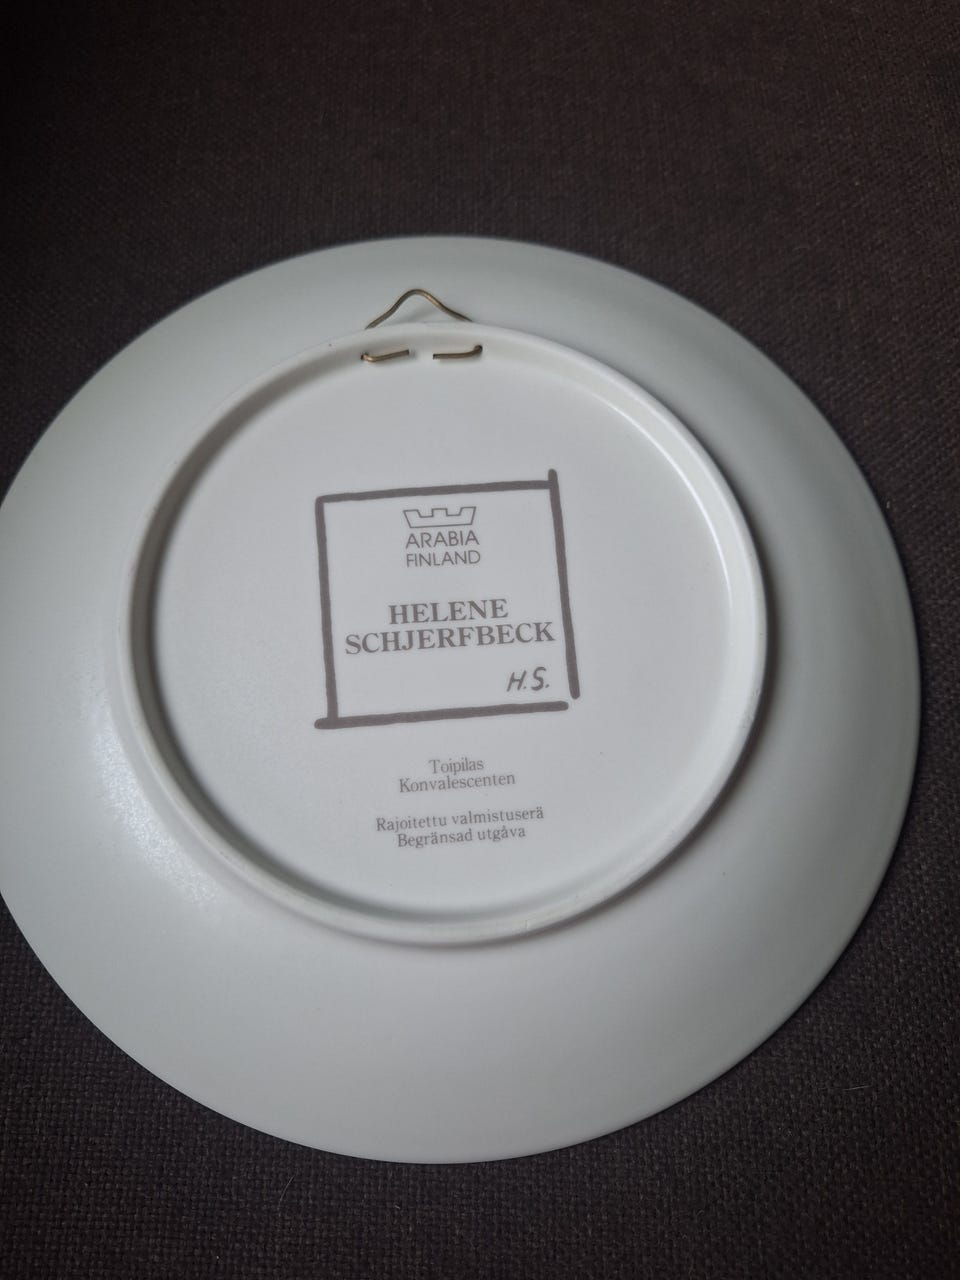 ARABIA
FINLAND
HELENE
SCHJERFBECK
H.S.
Toipilas
Konvalescenten
Rajoitettu valmistuserä
Begränsad utgåva